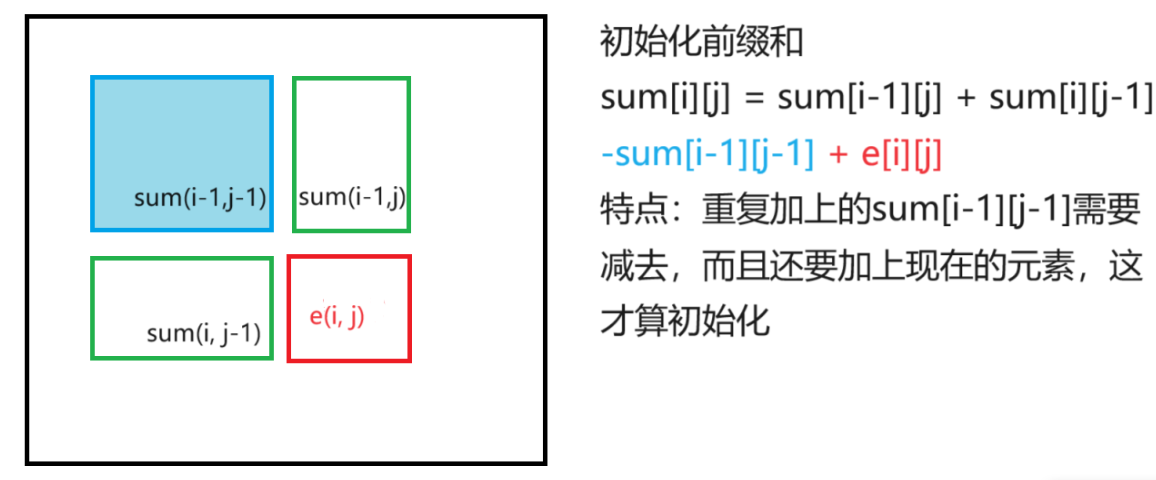 sum(i-1,j-1)
sum(i-1,j)
sum(i, j-1)
e(i, j)
初始化前缀和
sum[i][j] = sum[i-1][j] + sum[i][j-1]
-sum[i-1][j-1] + e[i][j]
特点：重复加上的sum[i-1][j-1]需要
减去，而且还要加上现在的元素，这
才算初始化